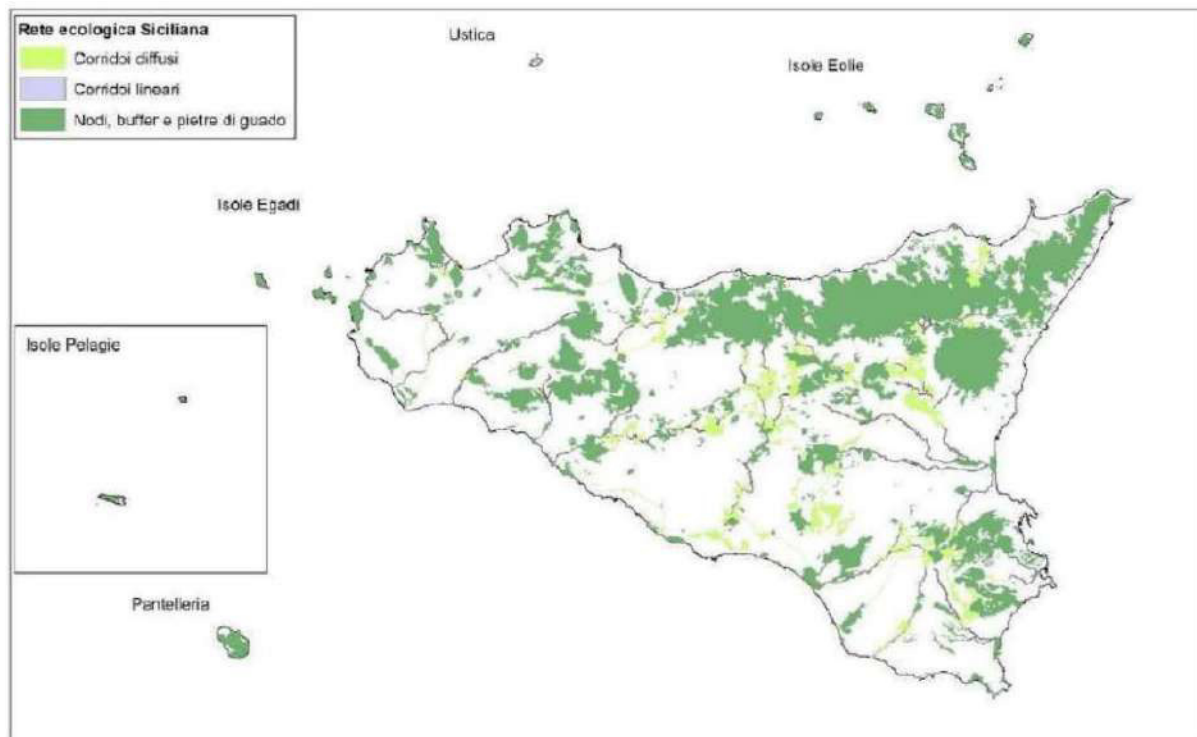 Rete ecologica Siciliana
Corridoi diffusi
Corridoi lineari
Nodi, buffer e pietre di guado
Ustica
Isole Eolie
Isole Egadi
Isole Pelagie
Pantelleria